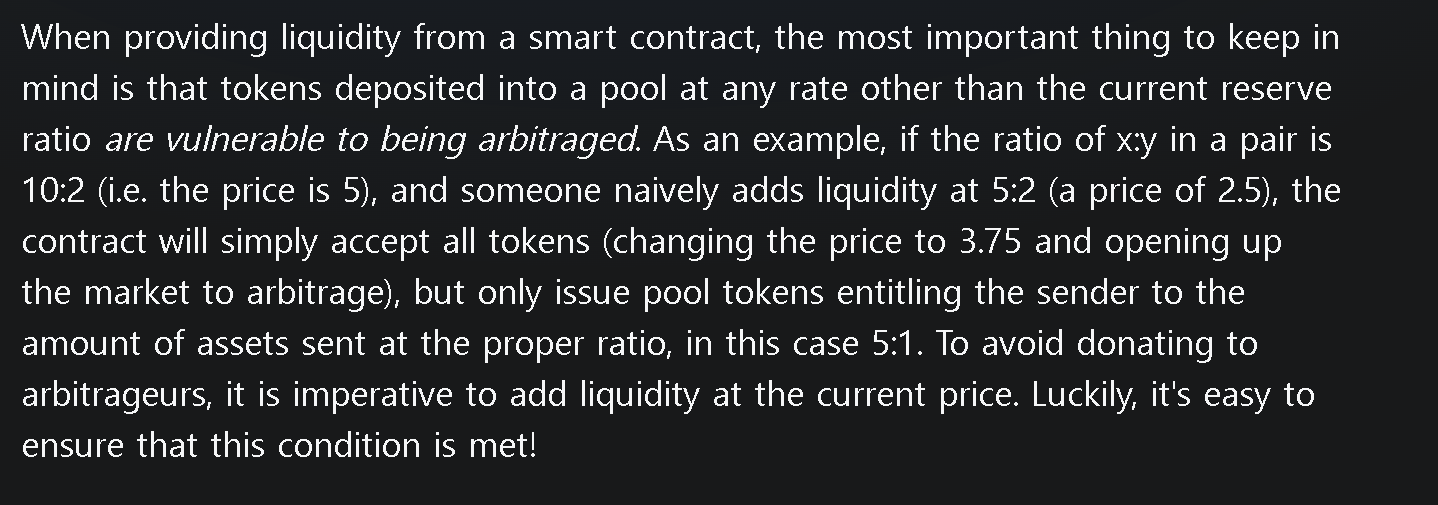 When providing liquidity from a smart contract, the most important thing to keep in
mind is that tokens deposited into a pool at any rate other than the current reserve
ratio are vulnerable to being arbitraged. As an example, if the ratio of x:y in a pair is
10:2 (i.e. the price is 5), and someone naively adds liquidity at 5:2 (a price of 2.5), the
contract will simply accept all tokens (changing the price to 3.75 and opening up
the market to arbitrage), but only issue pool tokens entitling the sender to the
amount of assets sent at the proper ratio, in this case 5:1. To avoid donating to
arbitrageurs, it is imperative to add liquidity at the current price. Luckily, it's easy to
ensure that this condition is met!